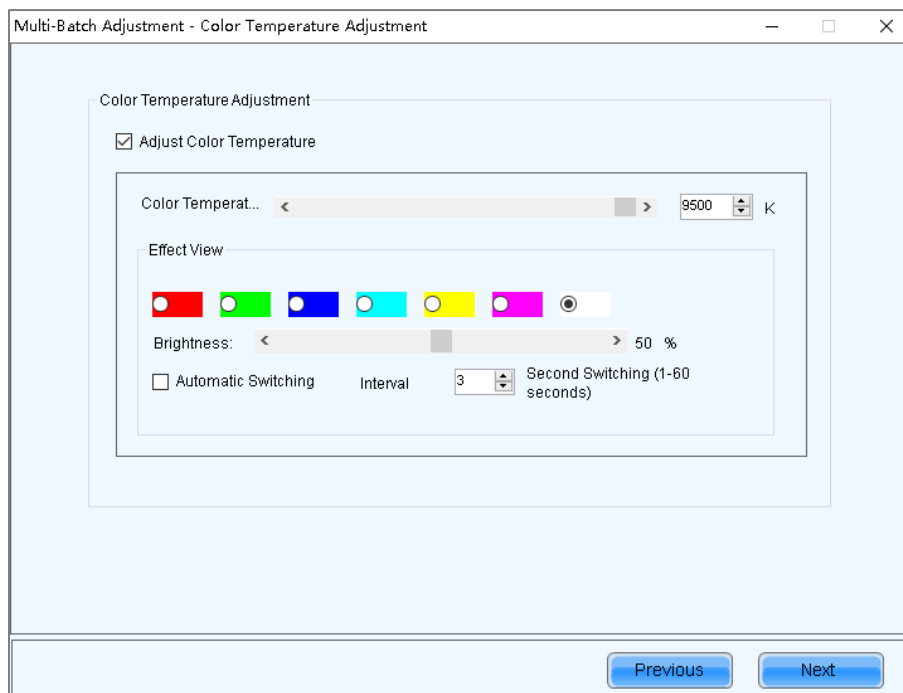 Multi-Batch Adjustment - Color Temperature Adjustment
Color Temperature Adjustment
Adjust Color Temperature
Color Temperat... 9500 K
Effect View
Brightness: 50 %
Automatic Switching Interval 3 Second Switching (1-60
seconds)
Previous Next